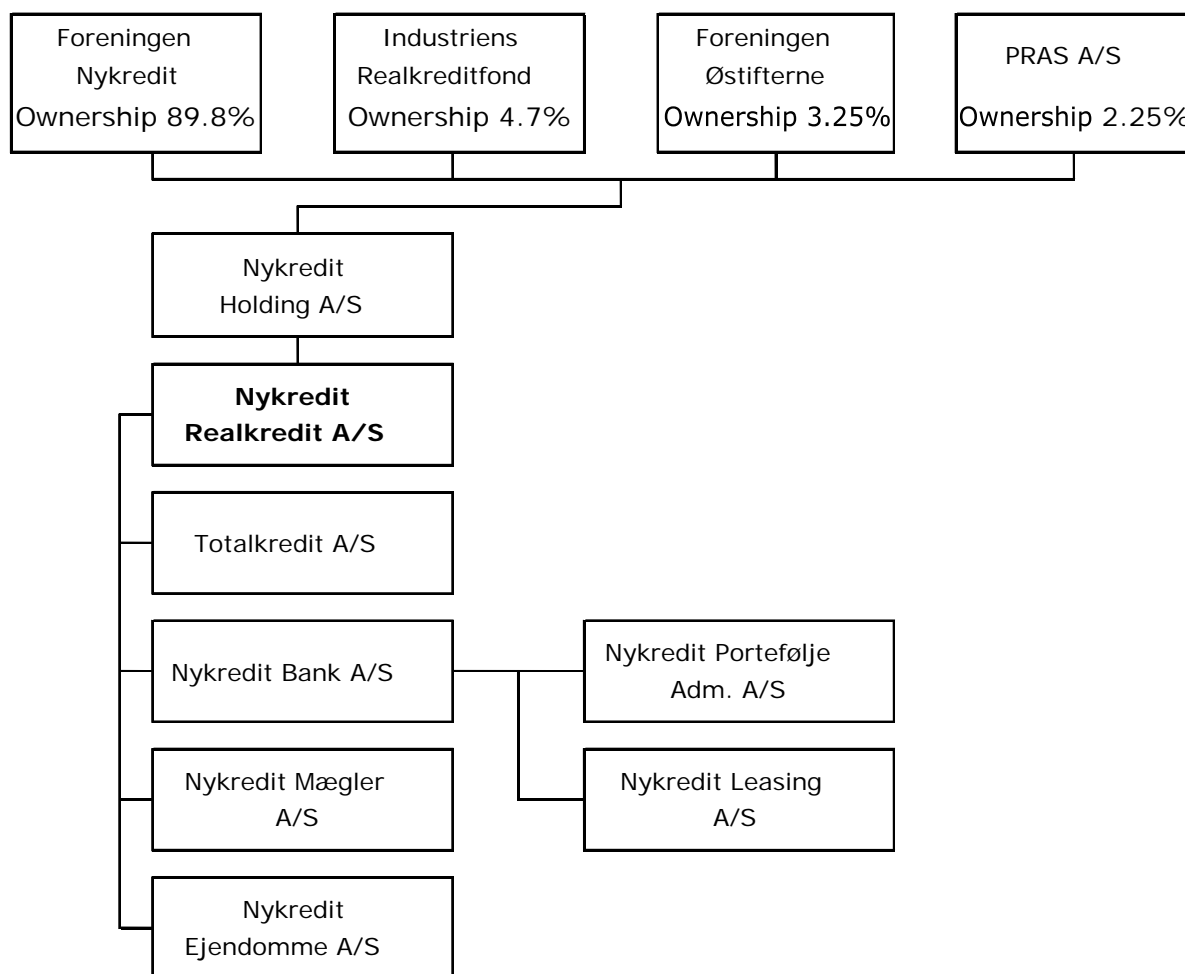 Foreningen
Nykredit
Ownership 89.8%
Industriens
Realkreditfond
Ownership 4.7%
Foreningen
Østifterne
Ownership 3.25%
PRAS A/S
Ownership 2.25%
Nykredit
Holding A/S
Nykredit
Realkredit A/S
Totalkredit A/S
Nykredit Bank A/S
Nykredit Portefølje
Adm. A/S
Nykredit Mægler
A/S
Nykredit Leasing
A/S
Nykredit
Ejendomme A/S